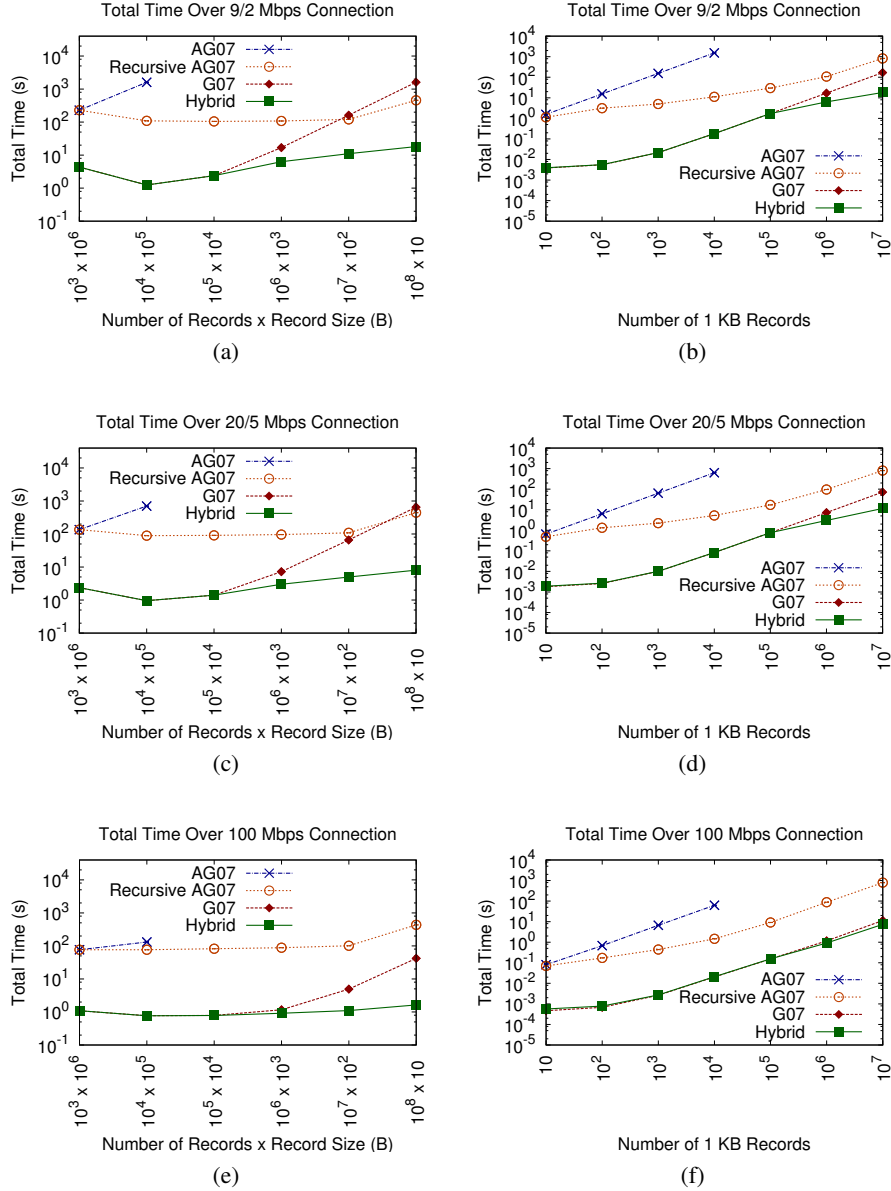 Total Time Over 9/2 Mbps Connection
Total Time (s)
10^4
10^3
10^2
10^1
10^0
10^-1
AG07
Recursive AG07
G07
Hybrid
10^3 x 10^6
10^4 x 10^5
10^5 x 10^4
10^6 x 10^3
10^7 x 10^2
10^8 x 10
Number of Records x Record Size (B)
(a)
Total Time Over 9/2 Mbps Connection
Total Time (s)
10^4
10^3
10^2
10^1
10^0
10^-1
10^-2
10^-3
10^-4
10^-5
AG07
Recursive AG07
G07
Hybrid
10
10^2
10^3
10^4
10^5
10^6
10^7
Number of 1 KB Records
(b)
Total Time Over 20/5 Mbps Connection
Total Time (s)
10^4
10^3
10^2
10^1
10^0
10^-1
AG07
Recursive AG07
G07
Hybrid
10^3 x 10^6
10^4 x 10^5
10^5 x 10^4
10^6 x 10^3
10^7 x 10^2
10^8 x 10
Number of Records x Record Size (B)
(c)
Total Time Over 20/5 Mbps Connection
Total Time (s)
10^4
10^3
10^2
10^1
10^0
10^-1
10^-2
10^-3
10^-4
10^-5
AG07
Recursive AG07
G07
Hybrid
10
10^2
10^3
10^4
10^5
10^6
10^7
Number of 1 KB Records
(d)
Total Time Over 100 Mbps Connection
Total Time (s)
10^4
10^3
10^2
10^1
10^0
10^-1
AG07
Recursive AG07
G07
Hybrid
10^3 x 10^6
10^4 x 10^5
10^5 x 10^4
10^6 x 10^3
10^7 x 10^2
10^8 x 10
Number of Records x Record Size (B)
(e)
Total Time Over 100 Mbps Connection
Total Time (s)
10^4
10^3
10^2
10^1
10^0
10^-1
10^-2
10^-3
10^-4
10^-5
AG07
Recursive AG07
G07
Hybrid
10
10^2
10^3
10^4
10^5
10^6
10^7
Number of 1 KB Records
(f)